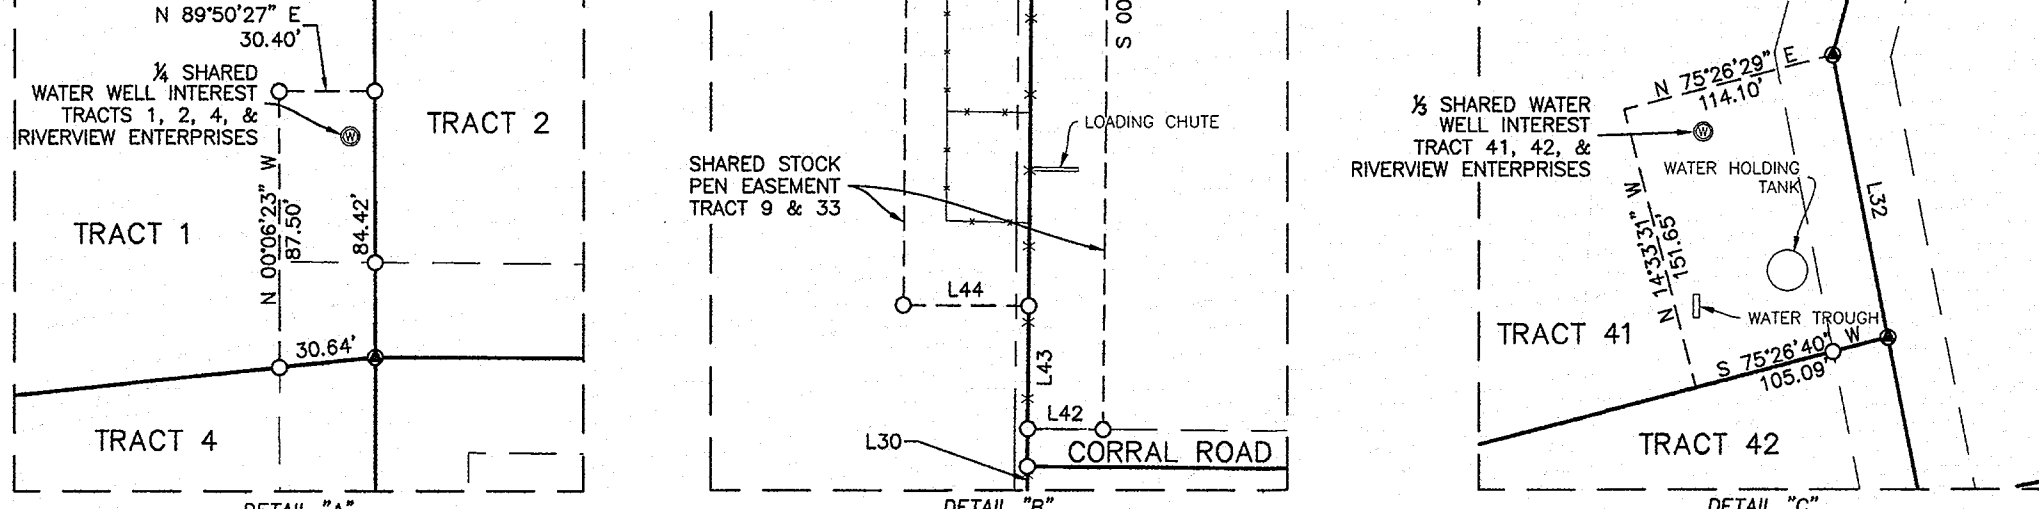 N 89°50'27" E
30.40'
¼ SHARED
WATER WELL INTEREST
TRACTS 1, 2, 4, &
RIVERVIEW ENTERPRISES
W
TRACT 2
TRACT 1
N 00°06'23" W
87.50'
84.42'
30.64'
TRACT 4
DETAIL "A"
S 00
LOADING CHUTE
SHARED STOCK
PEN EASEMENT
TRACT 9 & 33
L44
L43
L42
L30
CORRAL ROAD
DETAIL "B"
N 75°26'29" E
114.10'
⅓ SHARED WATER
WELL INTEREST
TRACT 41, 42, &
RIVERVIEW ENTERPRISES
W
WATER HOLDING
TANK
L32
N 14°33'31" W
151.65'
WATER TROUGH
TRACT 41
S 75°26'40" W
105.09'
TRACT 42
DETAIL "C"